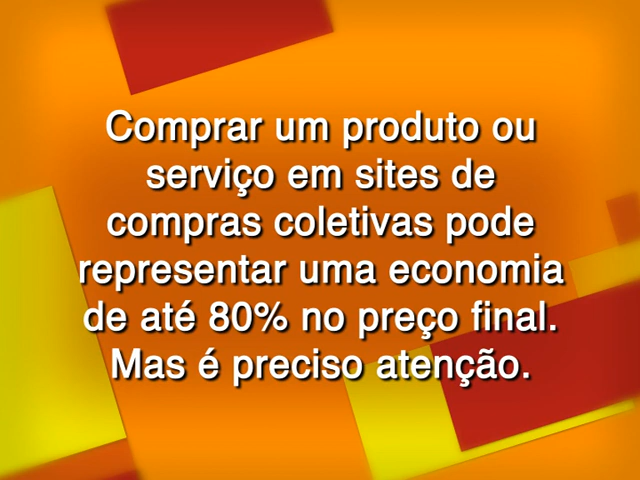 Comprar um produto ou
serviço em sites de
compras coletivas pode
representar uma economia
de até 80% no preço final.
Mas é preciso atenção.